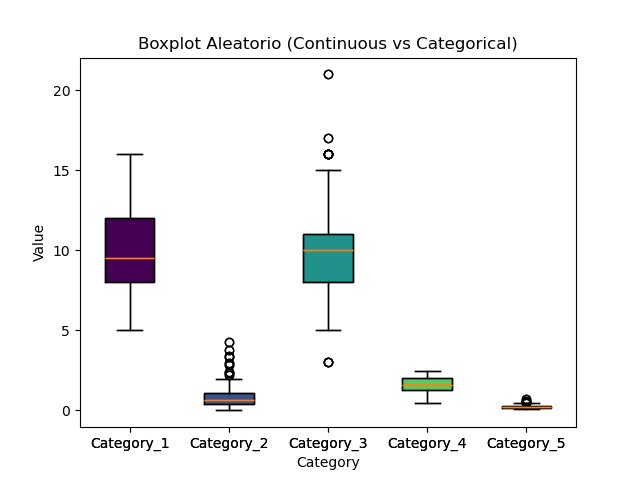 Boxplot Aleatorio (Continuous vs Categorical)
20
15
10
5
0
Value
Category_1 Category_2 Category_3 Category_4 Category_5
Category